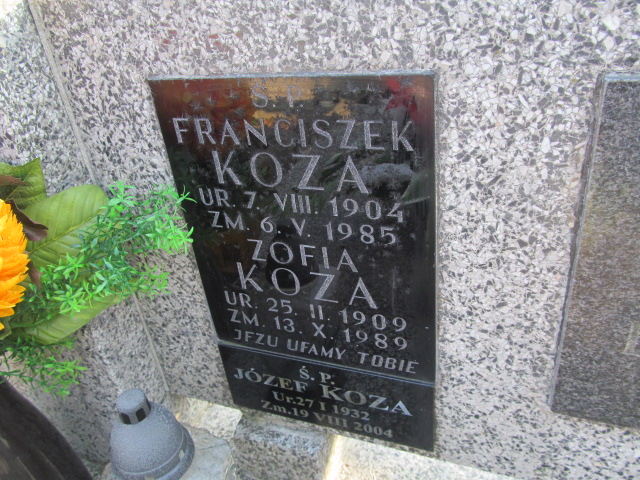 Ś. P.
FRANCISZEK
KOZA
UR. 7. VIII. 1904
ZM. 6. V. 1985
ZOFIA
KOZA
UR. 25. II. 1909
ZM. 13. X. 1989
JEZU UFAMY TOBIE
Ś. P.
JÓZEF KOZA
Ur.27 I 1932
Zm.19 VIII 2004